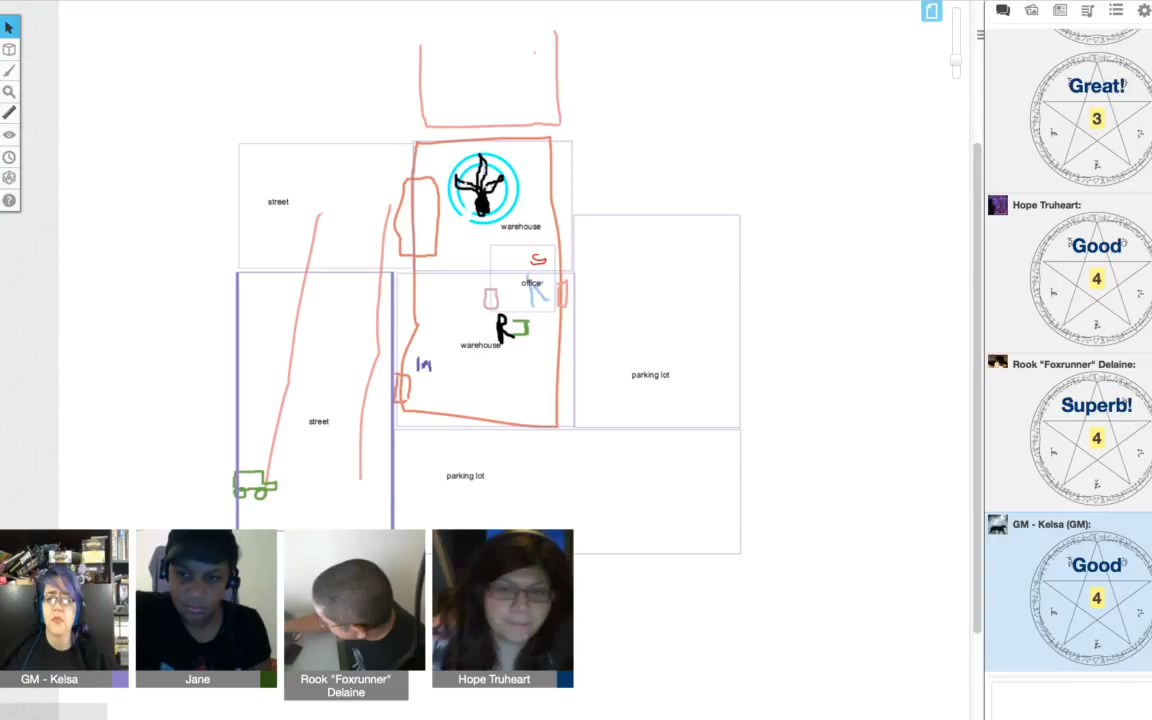 Great!
3
street
warehouse
Hope Truheart:
Good
4
S
office
R
R
warehouse
Rook "Foxrunner" Delaine:
Superb!
4
parking lot
street
parking lot
GM - Kelsa (GM):
Good
4
GM - Kelsa
Jane
Rook "Foxrunner"
Delaine
Hope Truheart